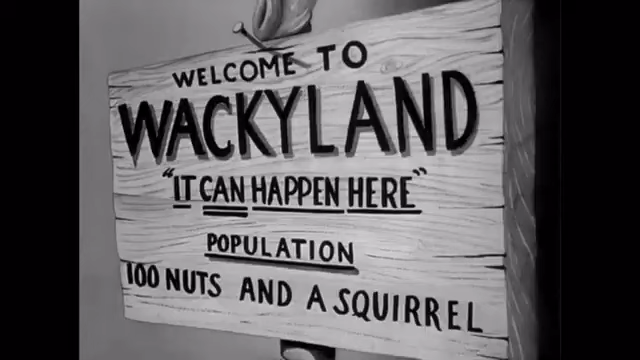 WELCOME TO
WACKYLAND
"IT CAN HAPPEN HERE"
POPULATION
100 NUTS AND A SQUIRREL